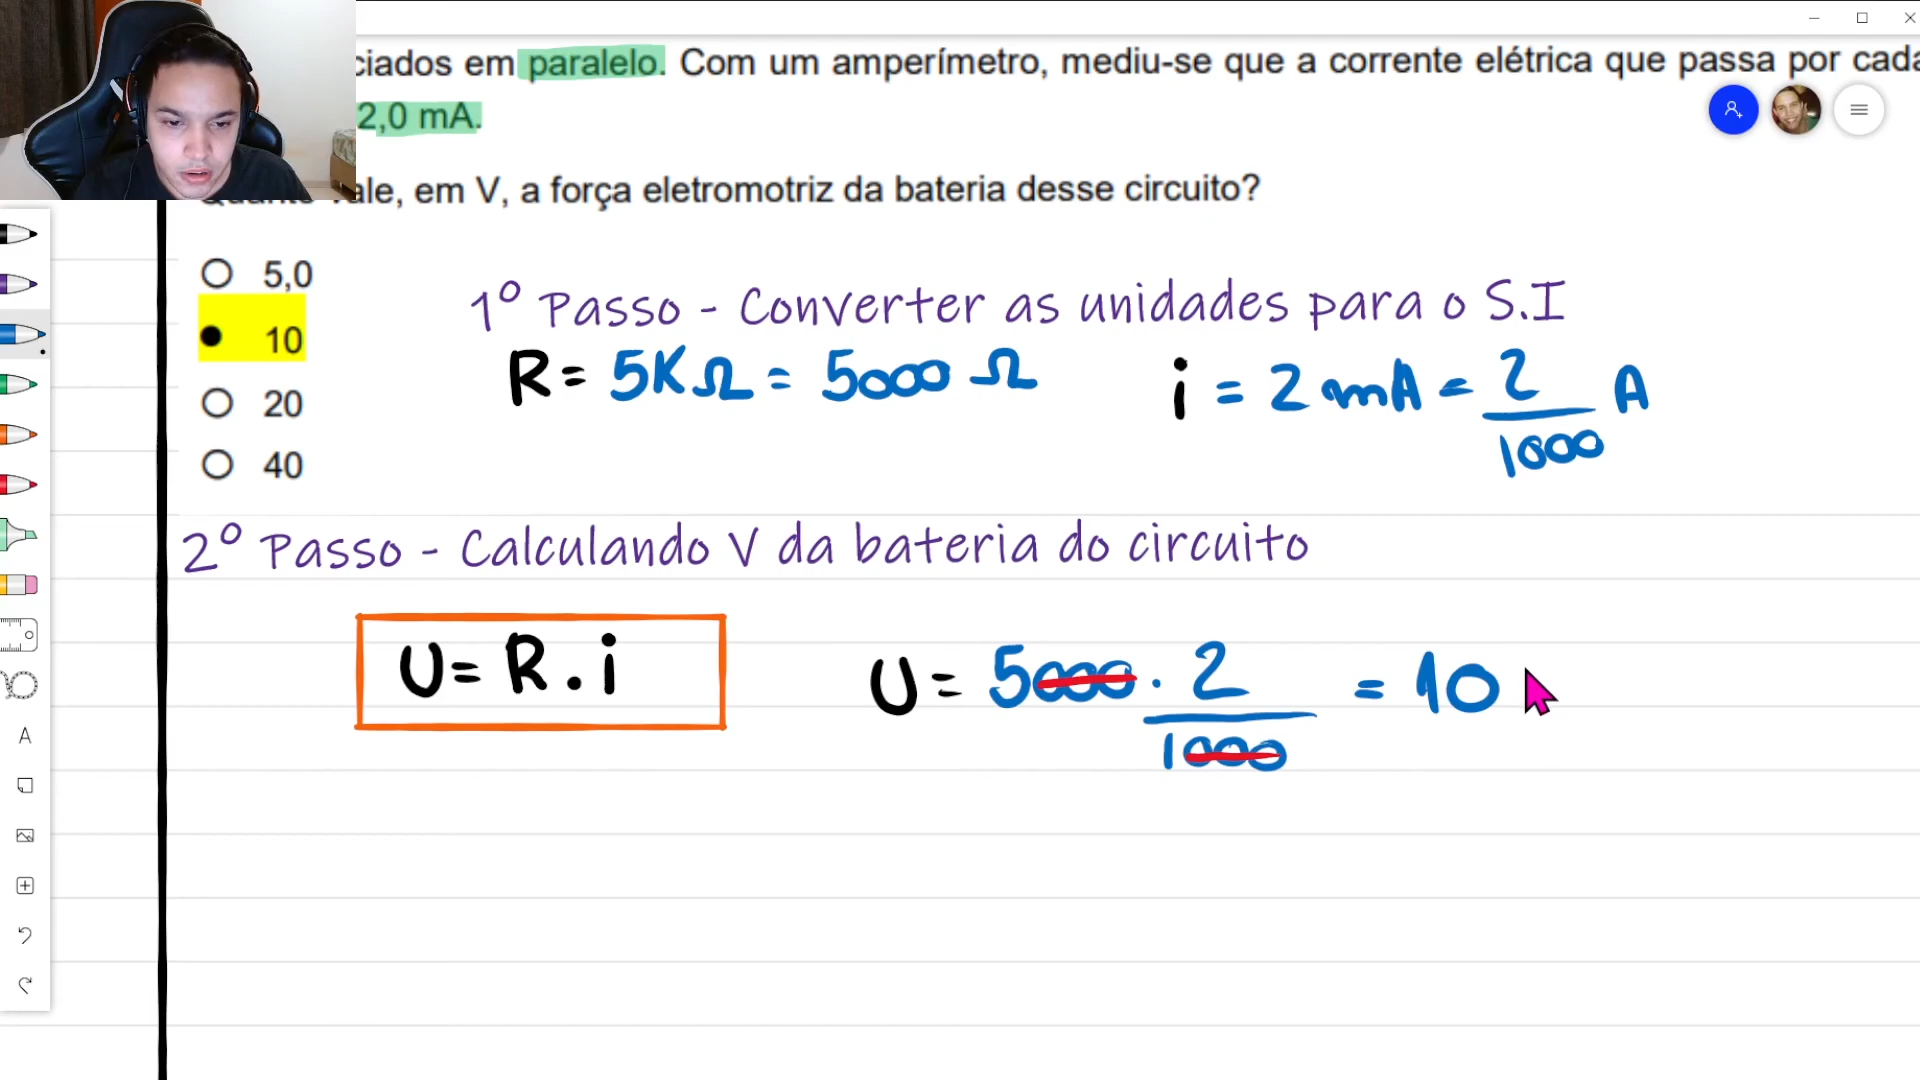 ciados em paralelo. Com um amperímetro, mediu-se que a corrente elétrica que passa por cada
2,0 mA.
ale, em V, a força eletromotriz da bateria desse circuito?
5,0
10
20
40
1º Passo - Converter as unidades para o S.I
R = 5KΩ = 5000 Ω
i = 2 mA = 2/1000 A
2º Passo - Calculando V da bateria do circuito
U = R . i
U = 5000 . 2/1000 = 10
A